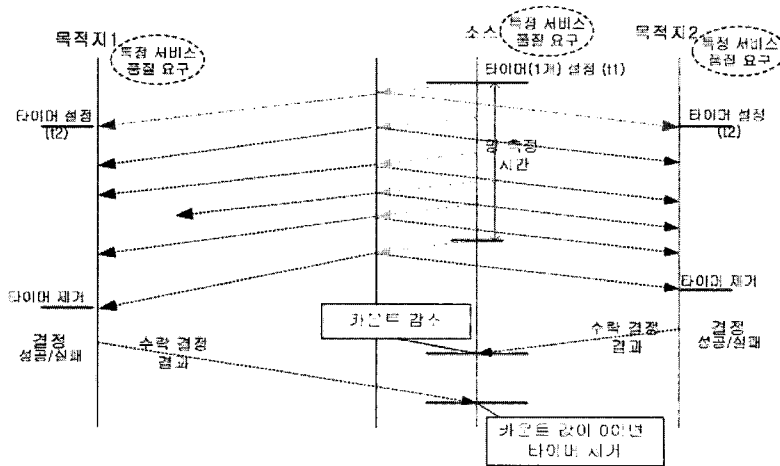 목적지1
특정 서비스
품질 요구
소스
특정 서비스
품질 요구
목적지2
특정 서비스
품질 요구
타이머(1개) 설정 (t1)
타이머 설정
(t2)
타이머 설정
(t2)
망 측정
시간
타이머 제거
타이머 제거
카운트 감소
결정
성공/실패
수락 결정
결과
수락 결정
결과
결정
성공/실패
카운트 값이 0이면
타이머 제거